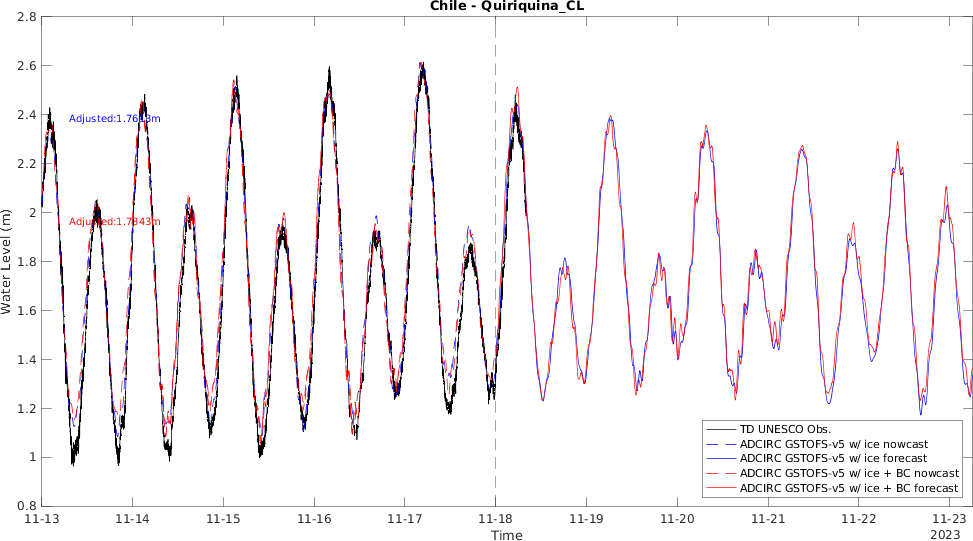 Chile - Quiriquina_CL
2.8
2.6
2.4
2.2
2
1.8
1.6
1.4
1.2
1
0.8
Water Level (m)
Adjusted:1.7613m
Adjusted:1.7343m
TD UNESCO Obs.
ADCIRC GSTOFS-v5 w/ ice nowcast
ADCIRC GSTOFS-v5 w/ ice forecast
ADCIRC GSTOFS-v5 w/ ice + BC nowcast
ADCIRC GSTOFS-v5 w/ ice + BC forecast
11-13 11-14 11-15 11-16 11-17 11-18 11-19 11-20 11-21 11-22 11-23
Time
2023